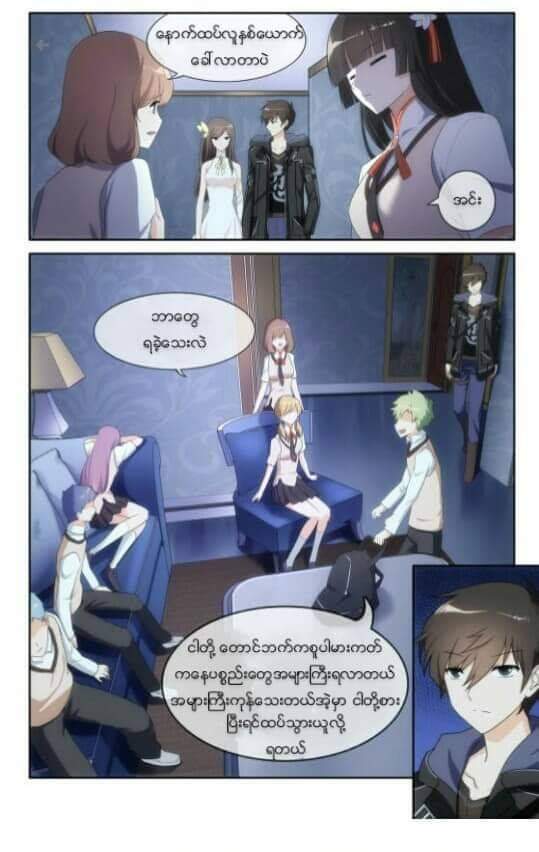 နောက်ထပ်လူနှစ်ယောက်
ခေါ်လာတာပဲ
အင်း
ဘာတွေ
ရခဲ့သေးလဲ
ငါတို့ တောင်ဘက်ကစူပါမားကတ်
ကနေပစ္စည်းတွေအများကြီးရလာတယ်
အများကြီးကုန်သေးတယ်အဲ့မှာ ငါတို့စား
ပြီးရင်ထပ်သွားယူလို့
ရတယ်